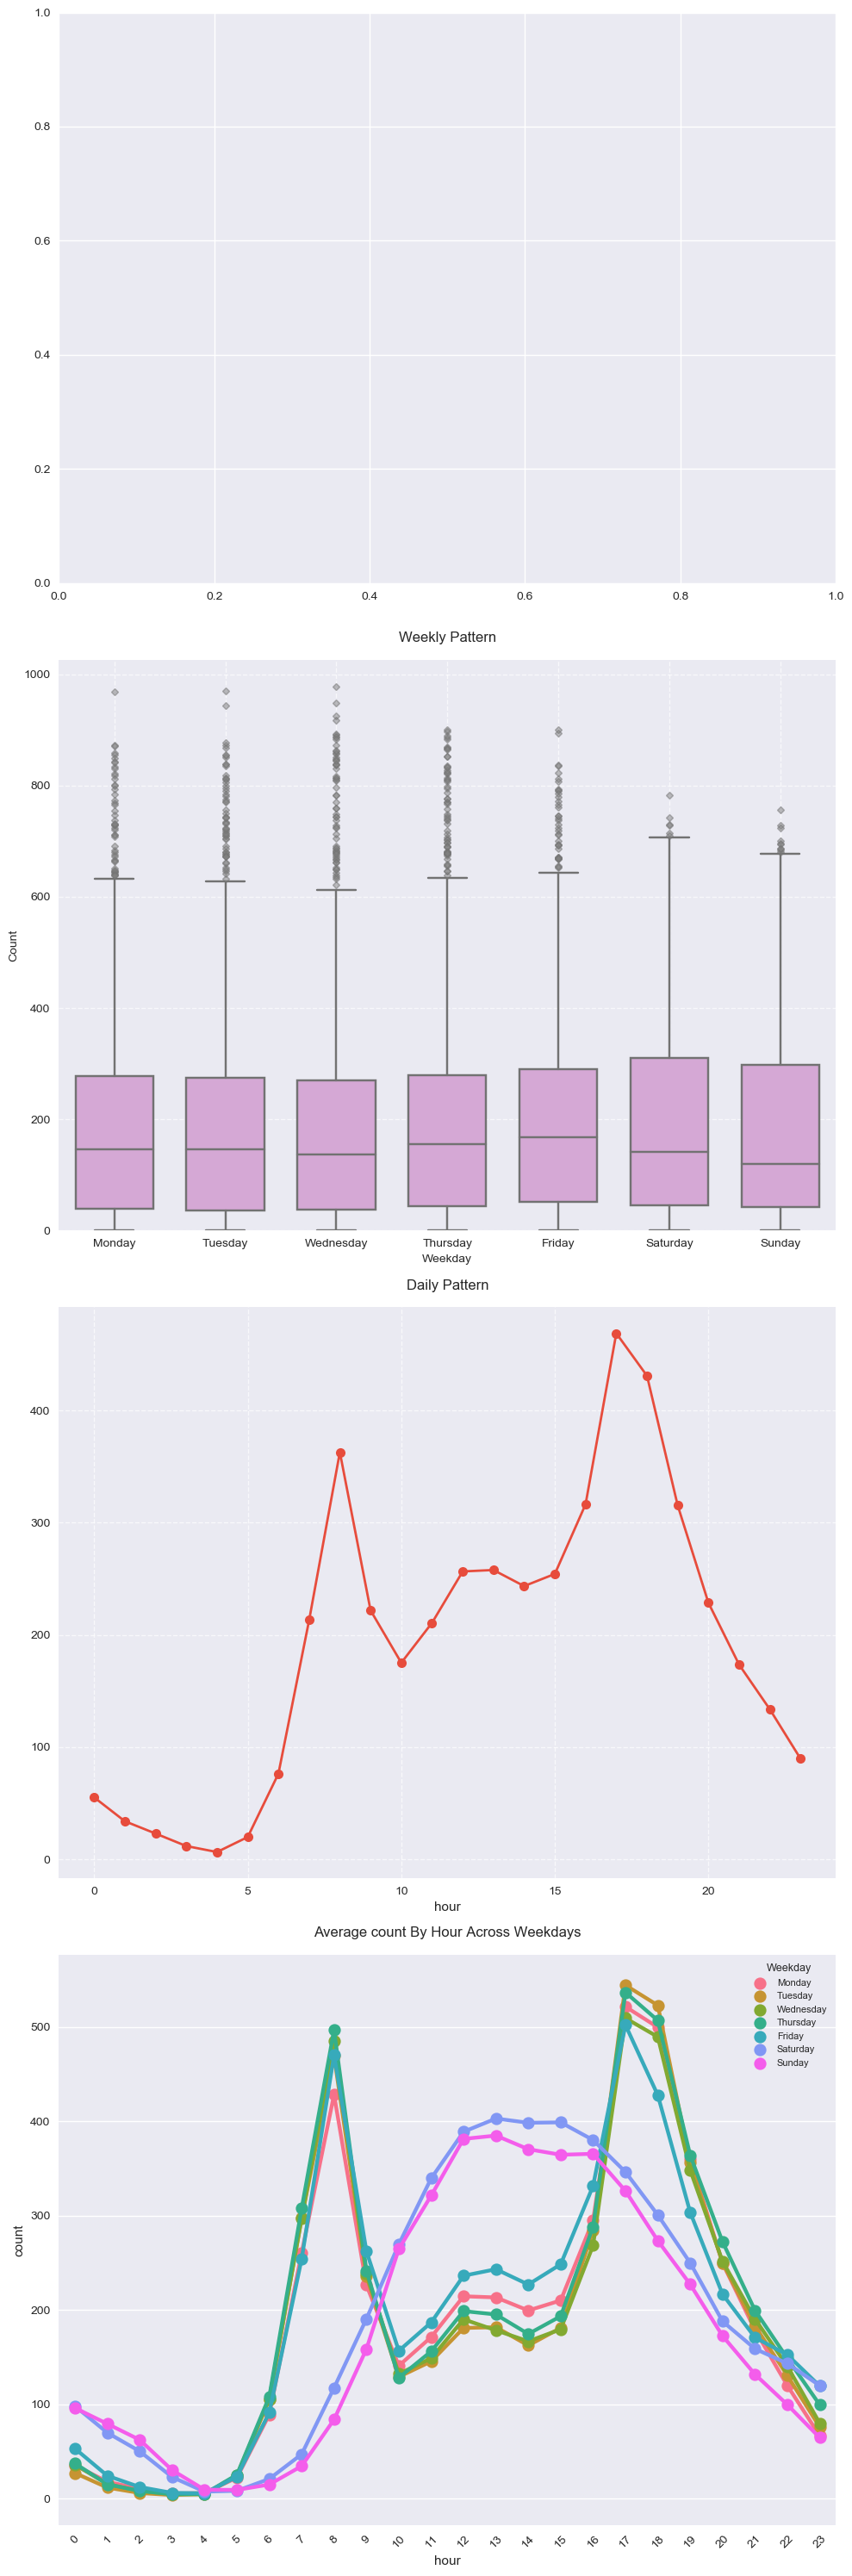 1.0
0.8
0.6
0.4
0.2
0.0
0.0 0.2 0.4 0.6 0.8 1.0
Weekly Pattern
1000
800
600
Count
400
200
0
Monday Tuesday Wednesday Thursday Friday Saturday Sunday
Weekday
Daily Pattern
400
300
200
100
0
0 5 10 15 20
hour
Average count By Hour Across Weekdays
Weekday
Monday
Tuesday
Wednesday
Thursday
Friday
Saturday
Sunday
500
400
300
count
200
100
0
0 1 2 3 4 5 6 7 8 9 10 11 12 13 14 15 16 17 18 19 20 21 22 23
hour